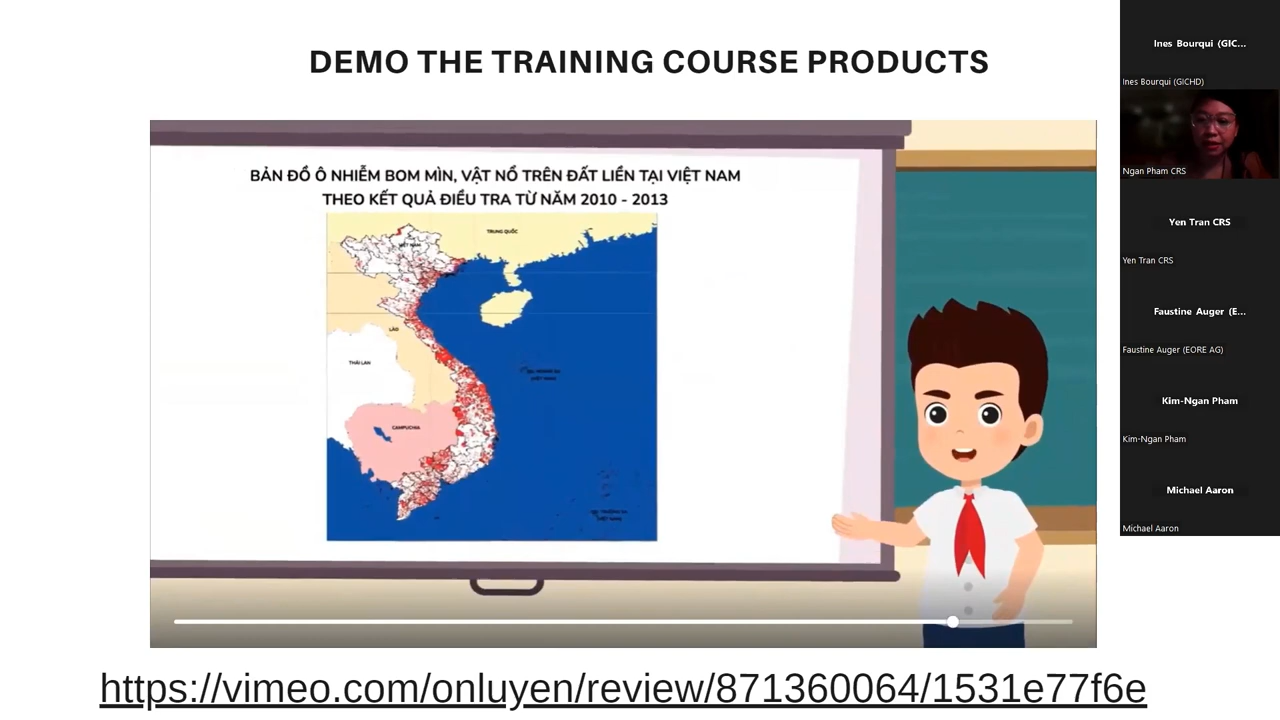 DEMO THE TRAINING COURSE PRODUCTS
BẢN ĐỒ Ô NHIỄM BOM MÌN, VẬT NỔ TRÊN ĐẤT LIỀN TẠI VIỆT NAM
THEO KẾT QUẢ ĐIỀU TRA TỪ NĂM 2010 - 2013
TRUNG QUỐC
VIỆT NAM
LÀO
THÁI LAN
CAMPUCHIA
https://vimeo.com/onluyen/review/871360064/1531e77f6e
Ines Bourqui (GIC...
Ines Bourqui (GICHD)
Ngan Pham CRS
Yen Tran CRS
Yen Tran CRS
Faustine Auger (E...
Faustine Auger (EORE AG)
Kim-Ngan Pham
Kim-Ngan Pham
Michael Aaron
Michael Aaron